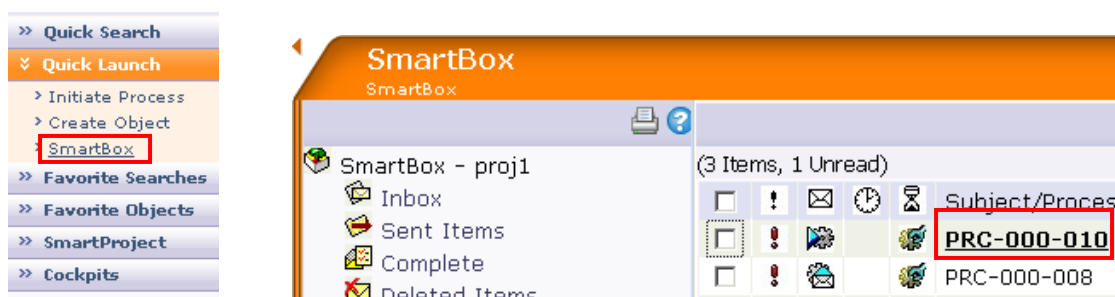 Quick Search
Quick Launch
Initiate Process
Create Object
SmartBox
Favorite Searches
Favorite Objects
SmartProject
Cockpits
SmartBox
SmartBox
SmartBox - proj1
Inbox
Sent Items
Complete
Deleted Items
(3 Items, 1 Unread)
Subject/Proces
PRC-000-010
PRC-000-008